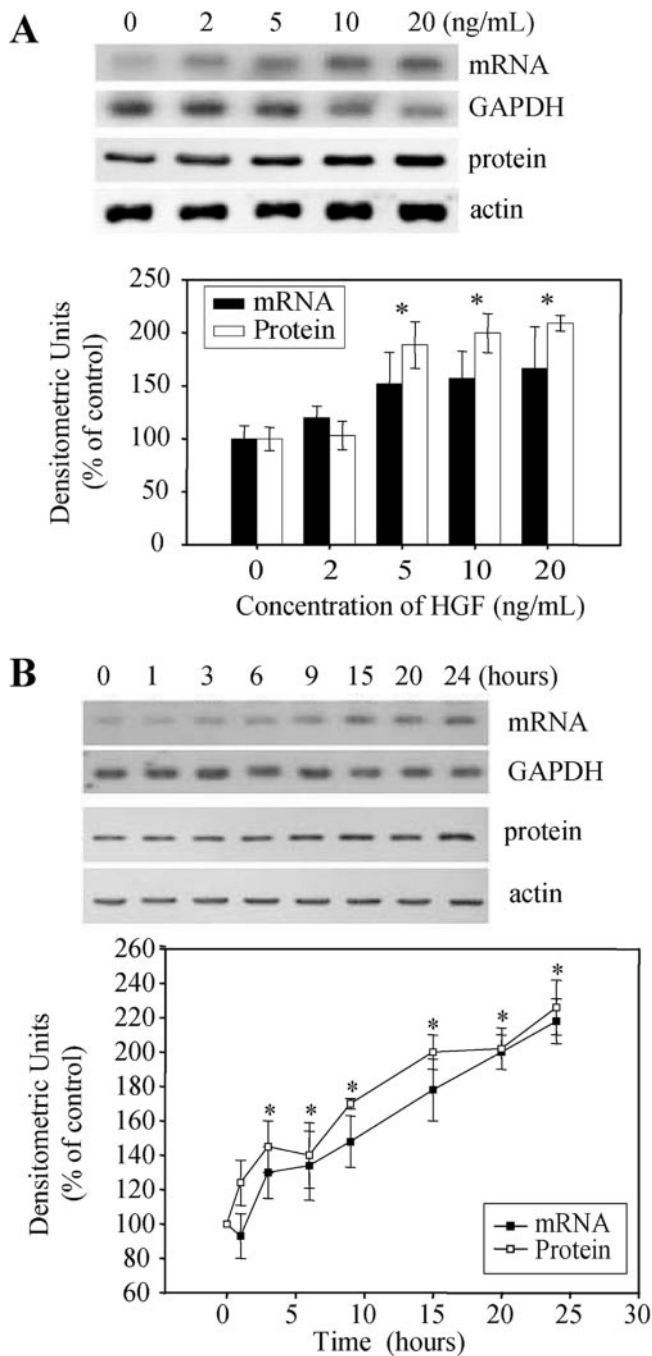 A
0 2 5 10 20 (ng/mL)
mRNA
GAPDH
protein
actin
250
200
150
100
50
0
Densitometric Units
(% of control)
mRNA
Protein
* * *
0 2 5 10 20
Concentration of HGF (ng/mL)
B
0 1 3 6 9 15 20 24 (hours)
mRNA
GAPDH
protein
actin
260
240
220
200
180
160
140
120
100
80
60
Densitometric Units
(% of control)
* * * * * *
mRNA
Protein
0 5 10 15 20 25 30
Time (hours)